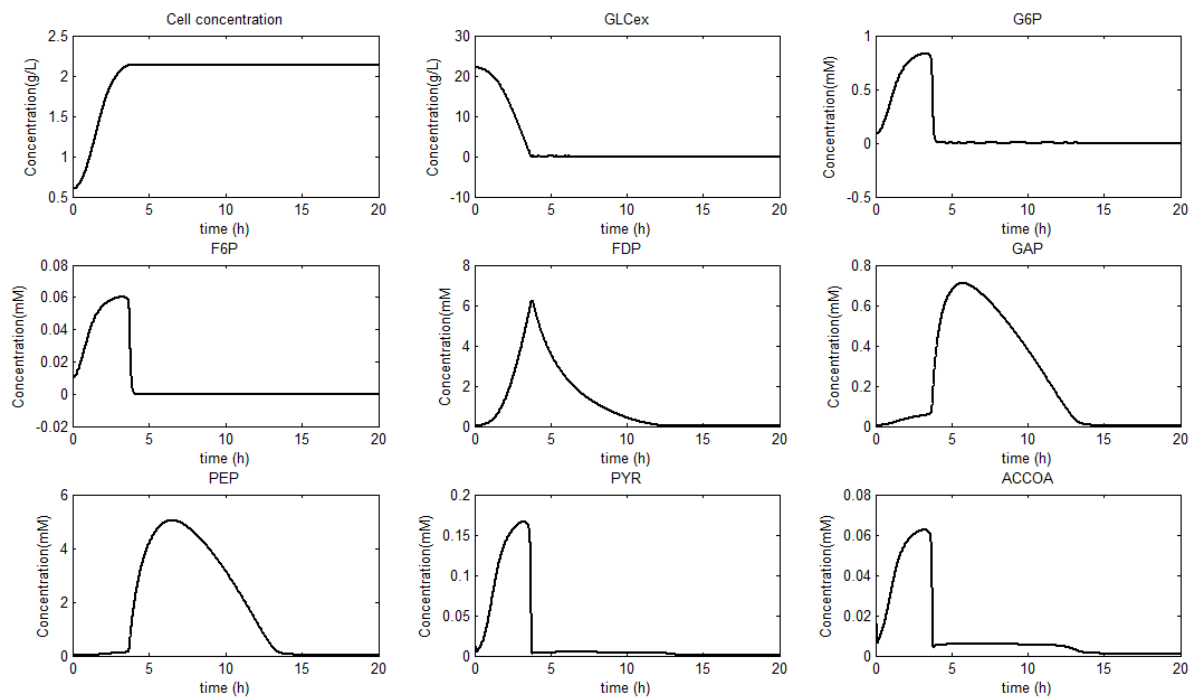 Cell concentration
2.5
2
1.5
1
0.5
Concentration(g/L)
0 5 10 15 20
time (h)
GLCex
30
20
10
0
-10
Concentration(g/L)
0 5 10 15 20
time (h)
G6P
1
0.5
0
-0.5
Concentration(mM)
0 5 10 15 20
time (h)
F6P
0.08
0.06
0.04
0.02
0
-0.02
Concentration(mM)
0 5 10 15 20
time (h)
FDP
8
6
4
2
0
Concentration(mM
0 5 10 15 20
time (h)
GAP
0.8
0.6
0.4
0.2
0
Concentration(mM)
0 5 10 15 20
time (h)
PEP
6
4
2
0
Concentration(mM)
0 5 10 15 20
time (h)
PYR
0.2
0.15
0.1
0.05
0
Concentration(mM)
0 5 10 15 20
time (h)
ACCOA
0.08
0.06
0.04
0.02
0
Concentration(mM)
0 5 10 15 20
time (h)